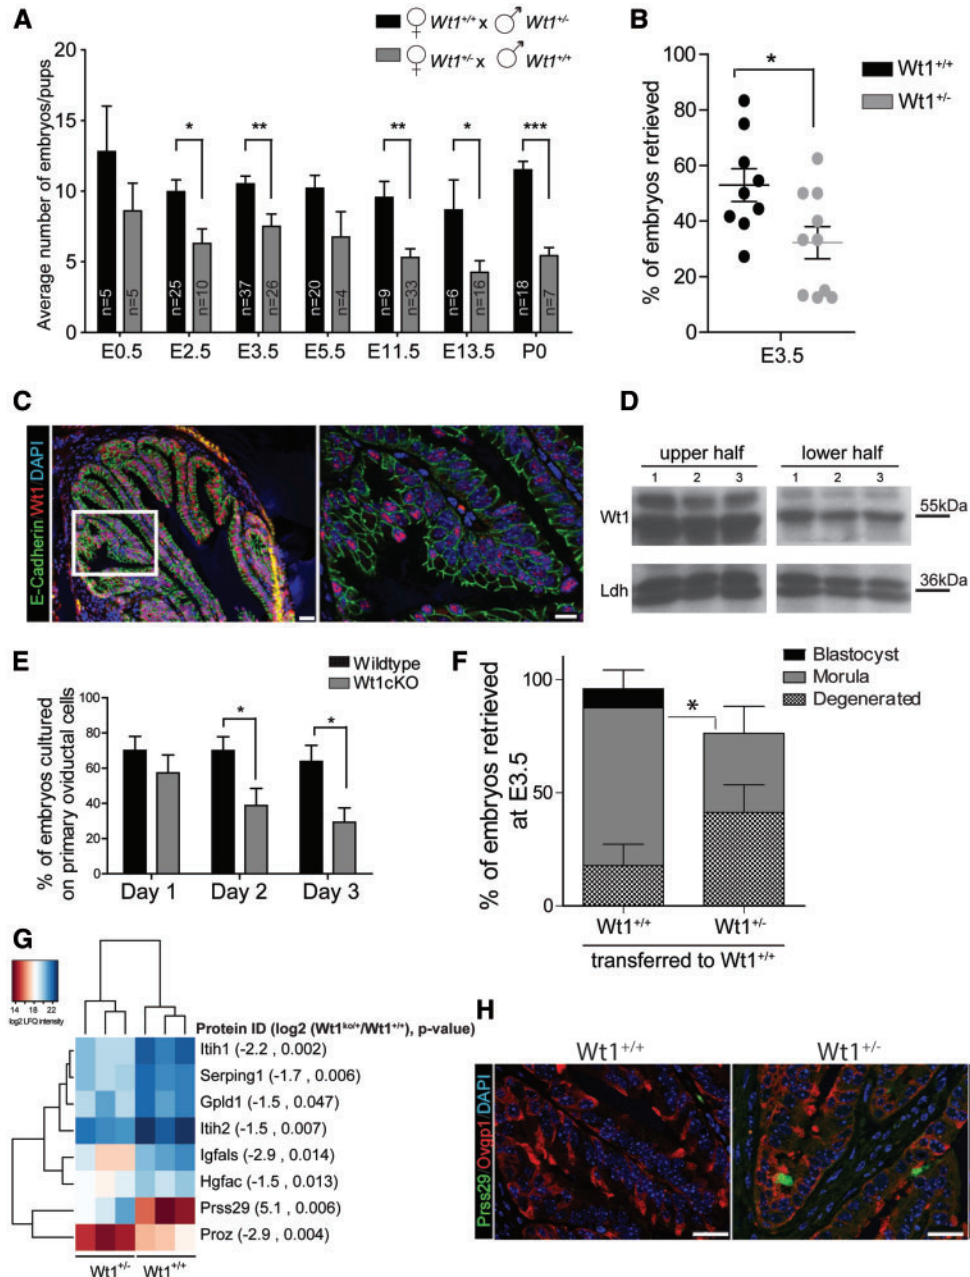 A
♀ Wt1+/+ x ♂ Wt1+/-
♀ Wt1+/- x ♂ Wt1+/+
Average number of embryos/pups
20
15
10
5
0
* ** ** * ***
n=5 n=5 n=25 n=10 n=37 n=26 n=20 n=4 n=9 n=33 n=6 n=16 n=18 n=7
E0.5 E2.5 E3.5 E5.5 E11.5 E13.5 P0
B
% of embryos retrieved
100
80
60
40
20
0
*
Wt1+/+
Wt1+/-
E3.5
C
E-Cadherin Wt1 DAPI
D
upper half lower half
1 2 3 1 2 3
Wt1 55kDa
Ldh 36kDa
E
Wildtype
Wt1cKO
% of embryos cultured
on primary oviductal cells
100
80
60
40
20
0
* *
Day 1 Day 2 Day 3
F
Blastocyst
Morula
Degenerated
% of embryos retrieved
at E3.5
100
50
0
*
Wt1+/+ Wt1+/-
transferred to Wt1+/+
G
14 18 22
log2 LFQ intensity
Protein ID (log2 (Wt1ko/+/Wt1+/+), p-value)
Itih1 (-2.2 , 0.002)
Serping1 (-1.7 , 0.006)
Gpld1 (-1.5 , 0.047)
Itih2 (-1.5 , 0.007)
Igfals (-2.9 , 0.014)
Hgfac (-1.5 , 0.013)
Prss29 (5.1 , 0.006)
Proz (-2.9 , 0.004)
Wt1+/- Wt1+/+
H
Wt1+/+ Wt1+/-
Prss29/Ovgp1/DAPI